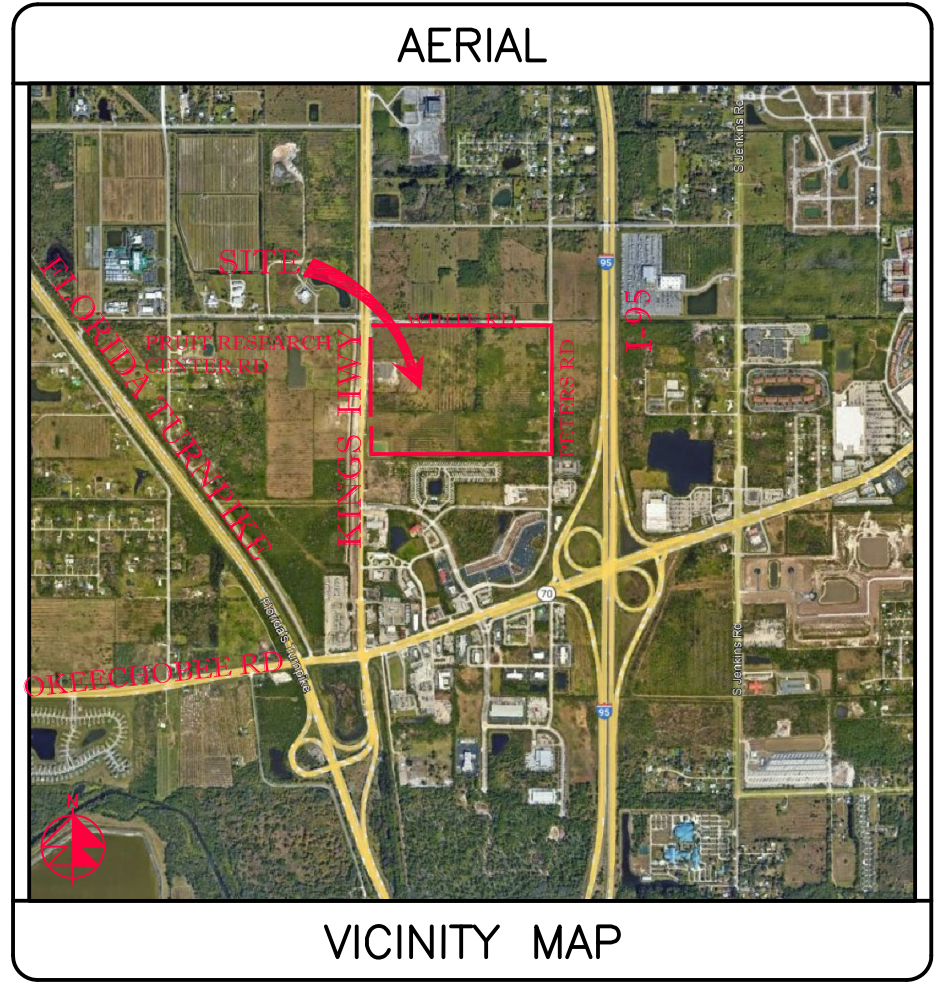 AERIAL
S Jenkins Rd
SITE
95
FLORIDA TURNPIKE
WHITE RD
I-95
PRUIT RESEARCH
CENTER RD
KINGS HWY
PETERS RD
70
Florida's Turnpike
OKEECHOBEE RD
S Jenkins Rd
95
N
VICINITY MAP